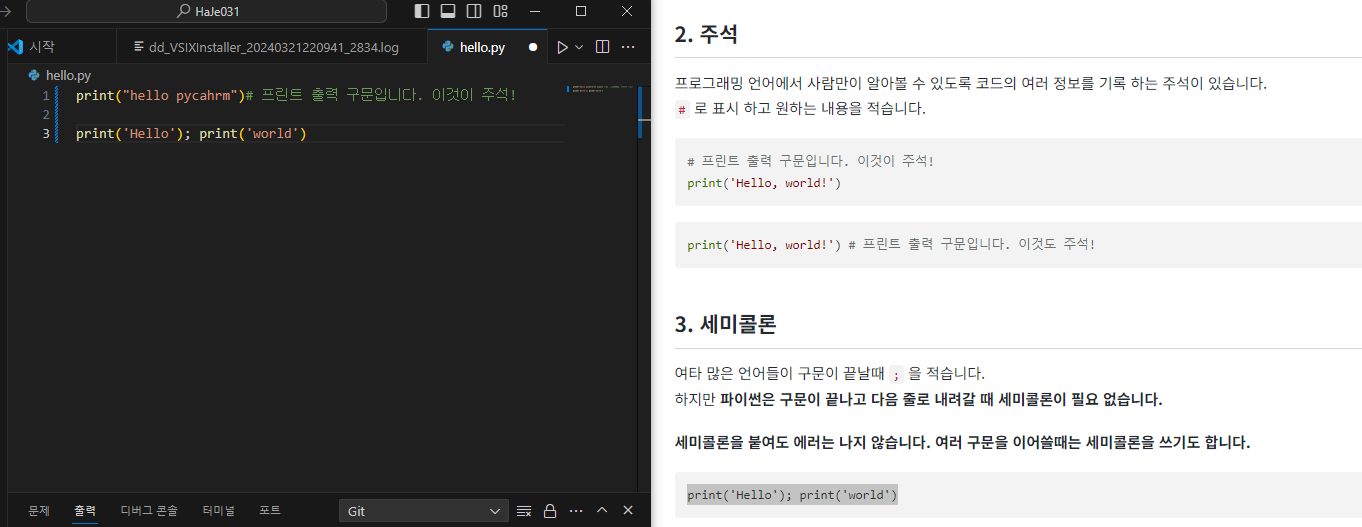 HaJe031
시작
dd_VSIXInstaller_20240321220941_2834.log
hello.py
hello.py
1 print("hello pycahrm")# 프린트 출력 구문입니다. 이것이 주석!
2
3 print('Hello'); print('world')
문제 출력 디버그 콘솔 터미널 포트
Git
2. 주석
프로그래밍 언어에서 사람만이 알아볼 수 있도록 코드의 여러 정보를 기록 하는 주석이 있습니다.
# 로 표시 하고 원하는 내용을 적습니다.
# 프린트 출력 구문입니다. 이것이 주석!
print('Hello, world!')
print('Hello, world!') # 프린트 출력 구문입니다. 이것도 주석!
3. 세미콜론
여타 많은 언어들이 구문이 끝날때 ; 을 적습니다.
하지만 파이썬은 구문이 끝나고 다음 줄로 내려갈 때 세미콜론이 필요 없습니다.
세미콜론을 붙여도 에러는 나지 않습니다. 여러 구문을 이어쓸때는 세미콜론을 쓰기도 합니다.
print('Hello'); print('world')